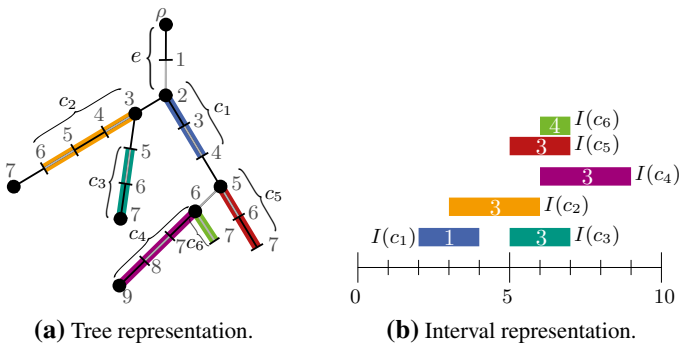 ρ
e 1
c₂ 3 2 c₁
4 3
5
6 4
7 5
c₃ 6 6 5 c₅
7 c₄ 6
7 c₆ 7 7
8
9
4 I(c₆)
3 I(c₅)
3 I(c₄)
3 I(c₂)
I(c₁) 1 3 I(c₃)
0 5 10
(a) Tree representation. (b) Interval representation.